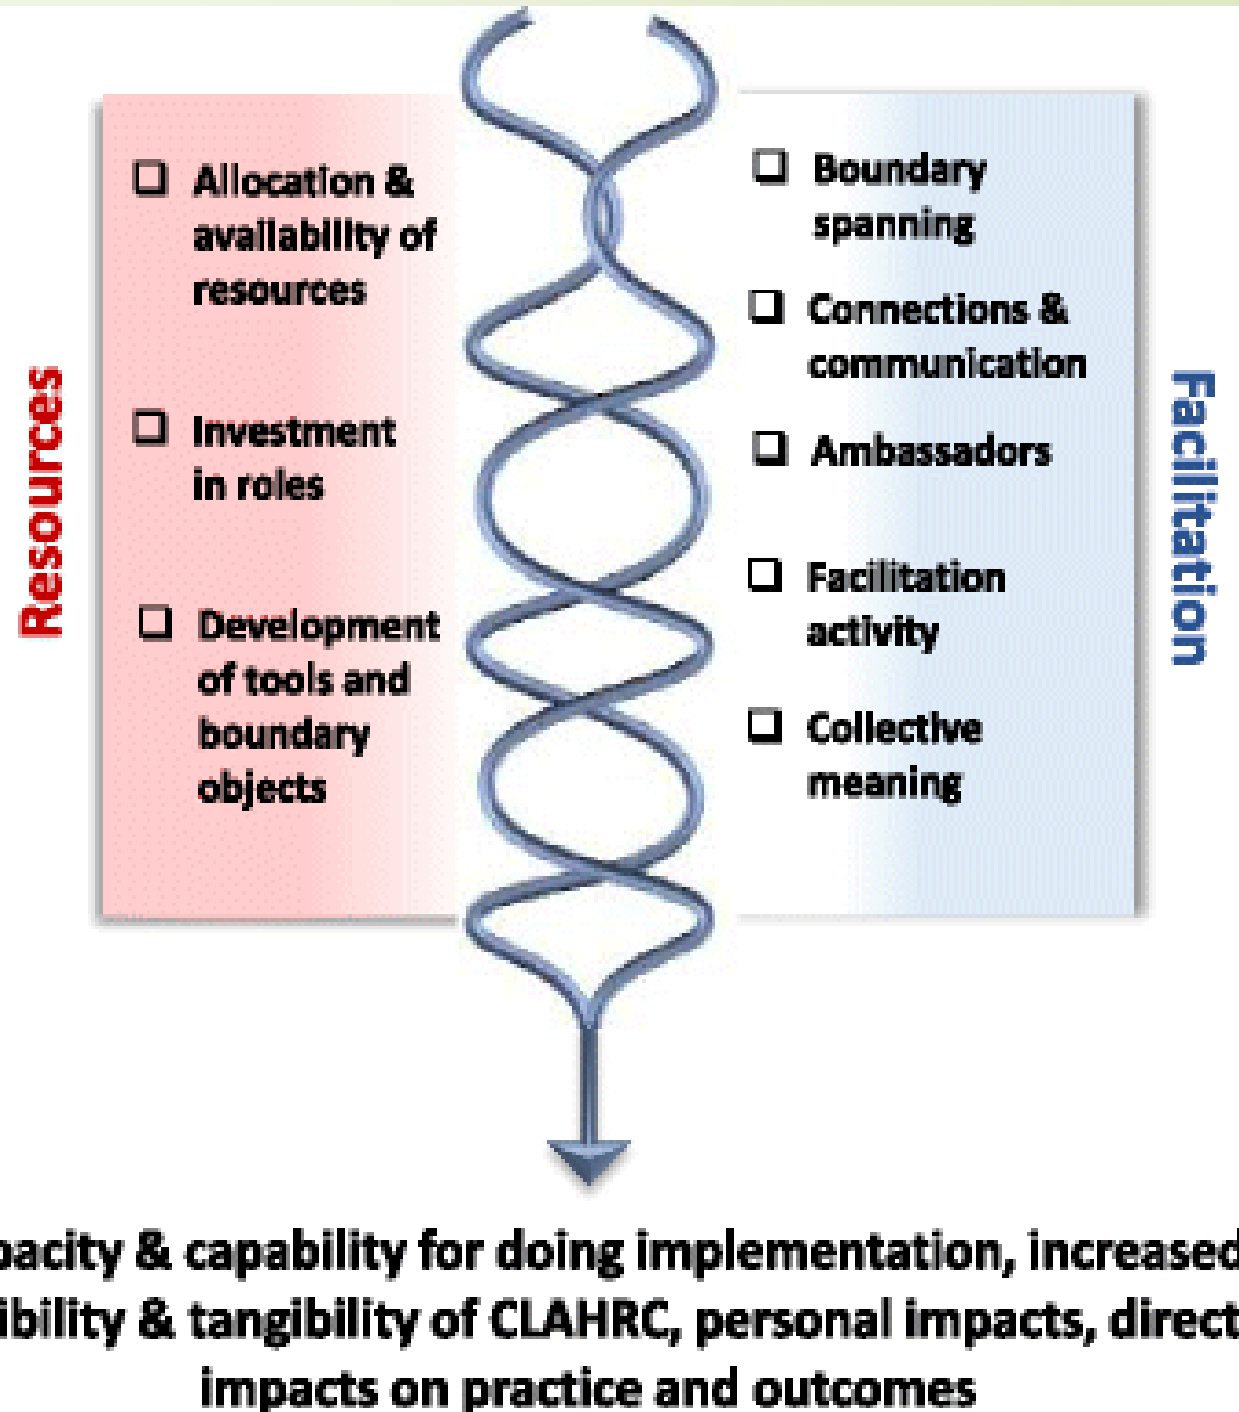 Resources
Allocation &
availability of
resources
Investment
in roles
Development
of tools and
boundary
objects
Boundary
spanning
Connections &
communication
Ambassadors
Facilitation
activity
Collective
meaning
Facilitation
pacity & capability for doing implementation, increased
ibility & tangibility of CLAHRC, personal impacts, direct
impacts on practice and outcomes